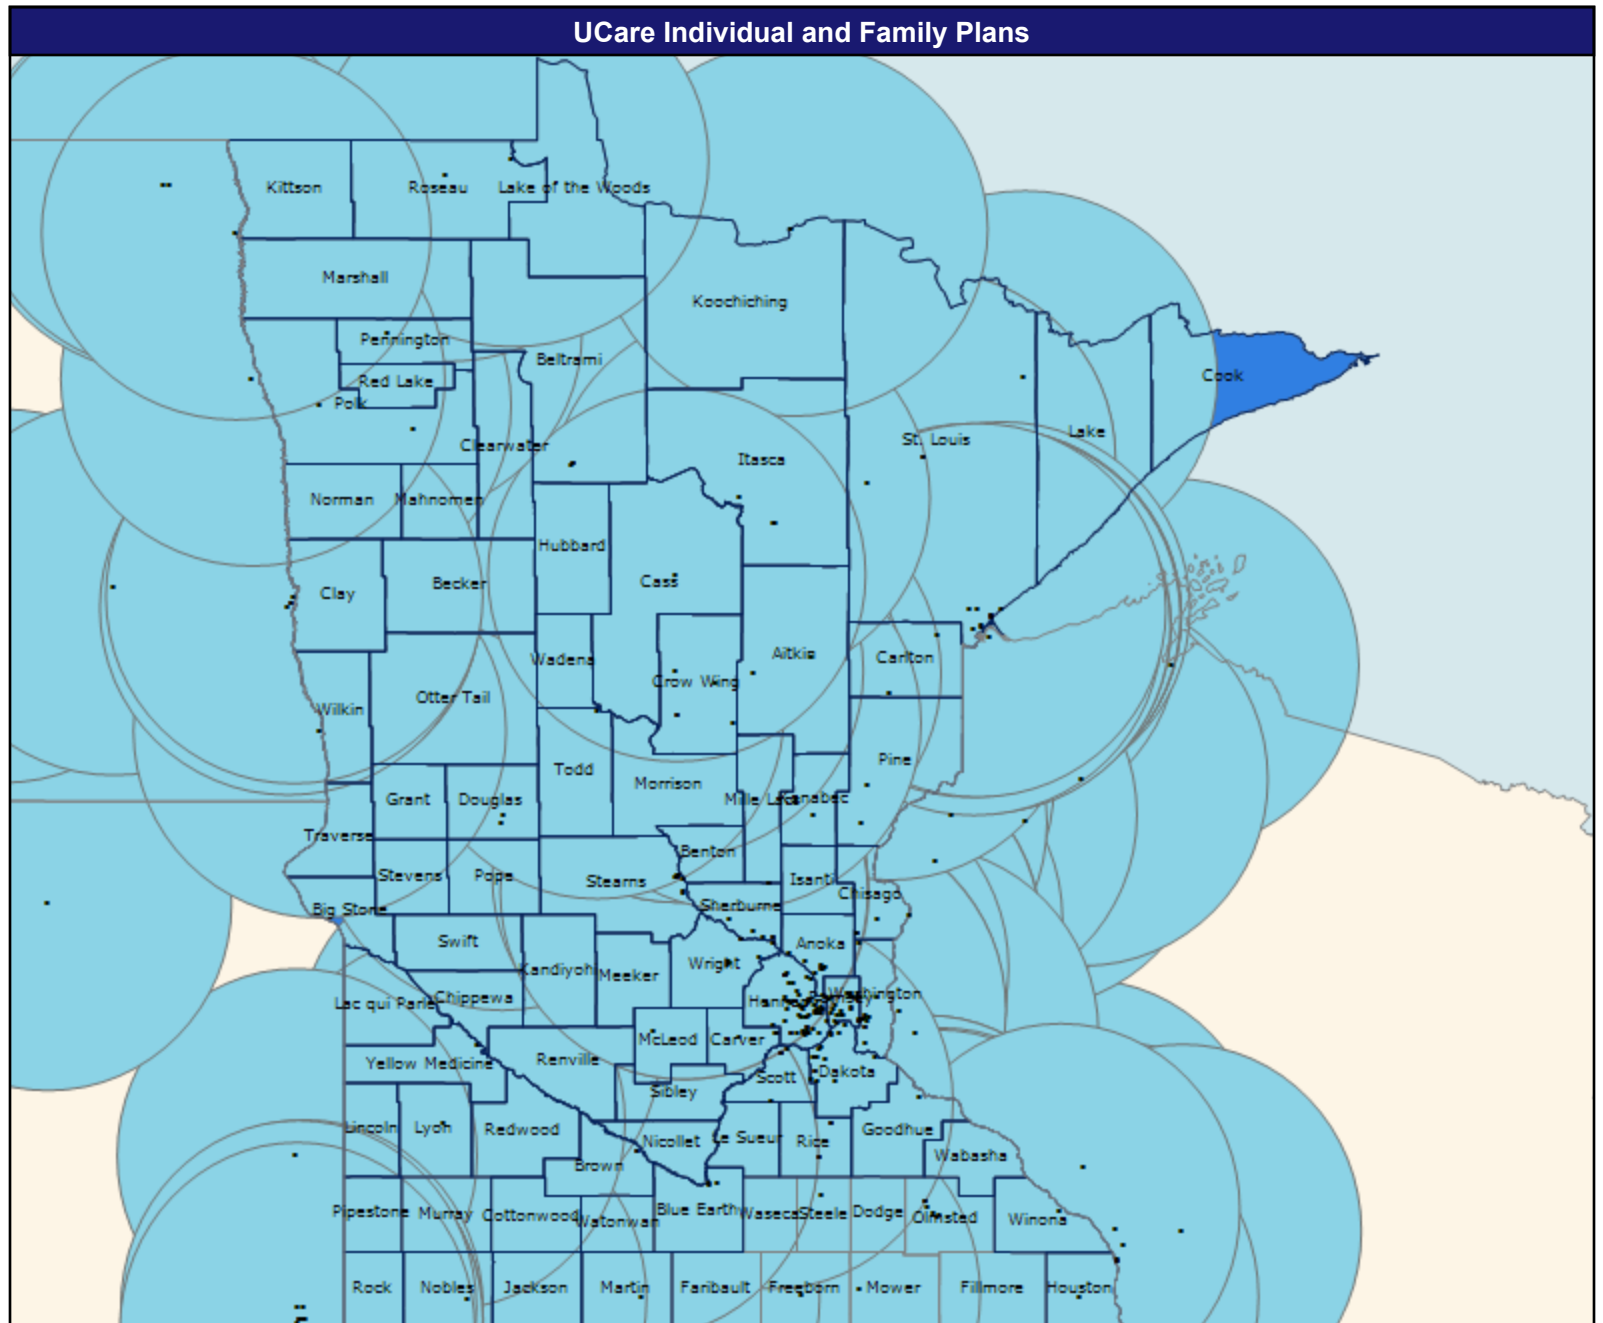 UCare Individual and Family Plans
Kittson
Roseau
Lake of the Woods
Marshall
Koochiching
Pennington
Beltrami
Red Lake
Polk
Cook
Clearwater
St. Louis
Lake
Itasca
Norman
Mahnomen
Hubbard
Cass
Becker
Clay
Wadena
Aitkin
Carlton
Crow Wing
Otter Tail
Wilkin
Pine
Todd
Morrison
Grant
Douglas
Mille Lacs
Kanabec
Traverse
Benton
Stevens
Pope
Stearns
Isanti
Chisago
Big Stone
Sherburne
Swift
Anoka
Wright
Kandiyohi
Meeker
Lac qui Parle
Chippewa
Hennepin
Ramsey
Washington
McLeod
Carver
Yellow Medicine
Renville
Scott
Dakota
Sibley
Lincoln
Lyon
Redwood
Nicollet
Le Sueur
Rice
Goodhue
Wabasha
Brown
Pipestone
Murray
Cottonwood
Watonwan
Blue Earth
Waseca
Steele
Dodge
Olmsted
Winona
Rock
Nobles
Jackson
Martin
Faribault
Freeborn
Mower
Fillmore
Houston